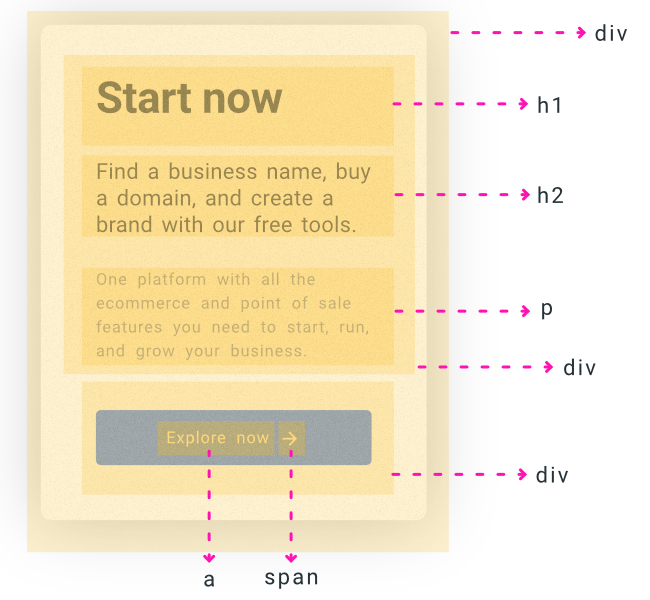 div
Start now
h1
Find a business name, buy
a domain, and create a
brand with our free tools.
h2
One platform with all the
ecommerce and point of sale
features you need to start, run,
and grow your business.
p
div
Explore now →
div
a
span